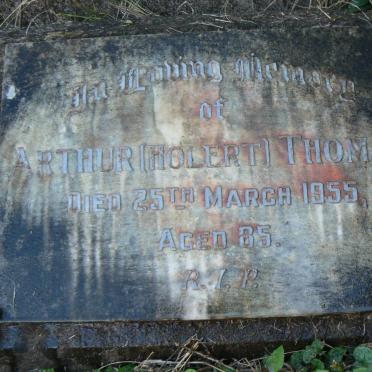 In Loving Memory
of
ARTHUR (HOLERT) THOM
DIED 25TH MARCH 1955,
AGED 85.
R.I.P.